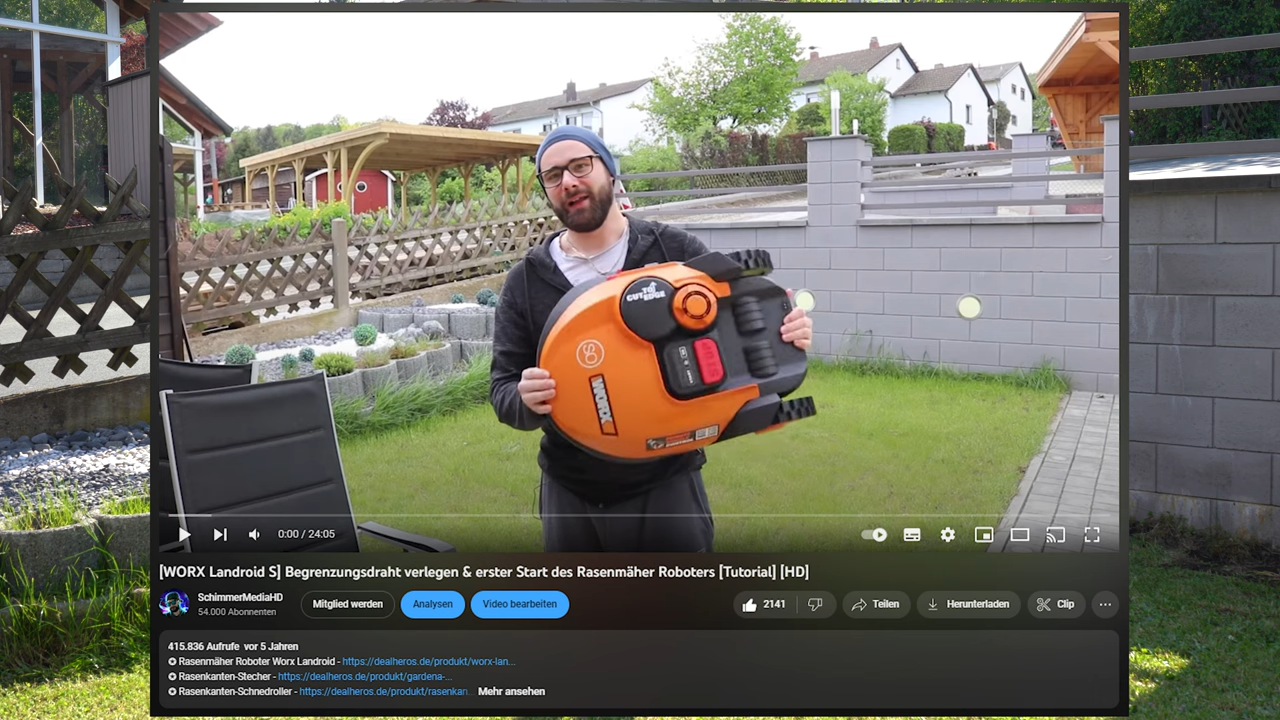 CUT TO EDGE
WORX
0:00 / 24:05
[WORX Landroid S] Begrenzungsdraht verlegen & erster Start des Rasenmäher Roboters [Tutorial] [HD]
SchimmerMediaHD
54.000 Abonnenten
Mitglied werden
Analysen
Video bearbeiten
2141
Teilen
Herunterladen
Clip
415.836 Aufrufe vor 5 Jahren
✪ Rasenmäher Roboter Worx Landroid - https://dealheros.de/produkt/worx-lan...
✪ Rasenkanten-Stecher - https://dealheros.de/produkt/gardena-...
✪ Rasenkanten-Schnedroller - https://dealheros.de/produkt/rasenkan... Mehr ansehen